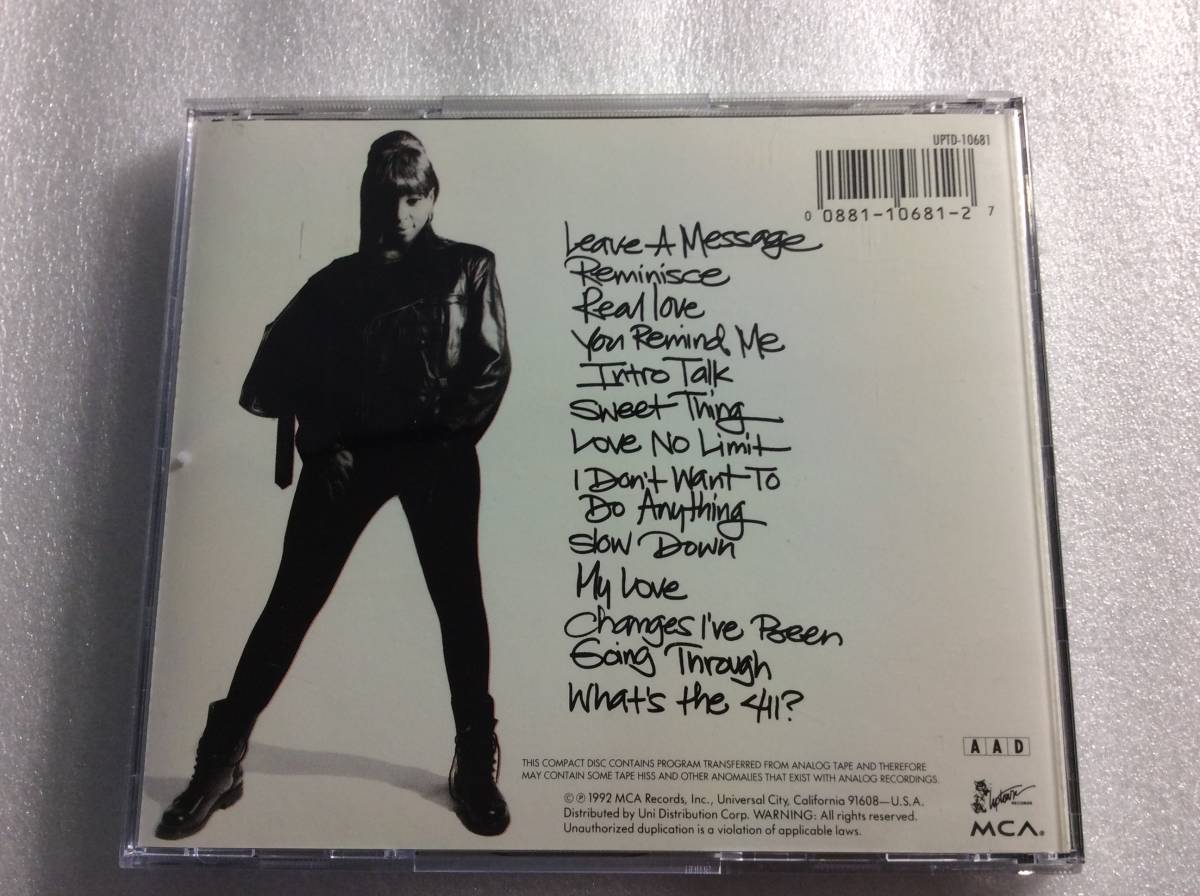 UPTD-10681
0 0881-10681-2 7
Leave A Message
Reminisce
Real love
You Remind Me
Intro Talk
Sweet Thing
Love No Limit
I Don't Want To
Do Anything
Slow Down
My Love
Changes I've Been
Going Through
What's the 411?
AAD
THIS COMPACT DISC CONTAINS PROGRAM TRANSFERRED FROM ANALOG TAPE AND THEREFORE
MAY CONTAIN SOME TAPE HISS AND OTHER ANOMALIES THAT EXIST WITH ANALOG RECORDINGS.
© ℗ 1992 MCA Records, Inc., Universal City, California 91608—U.S.A.
Distributed by Uni Distribution Corp. WARNING: All rights reserved.
Unauthorized duplication is a violation of applicable laws.
Uptown
RECORDS
MCA®